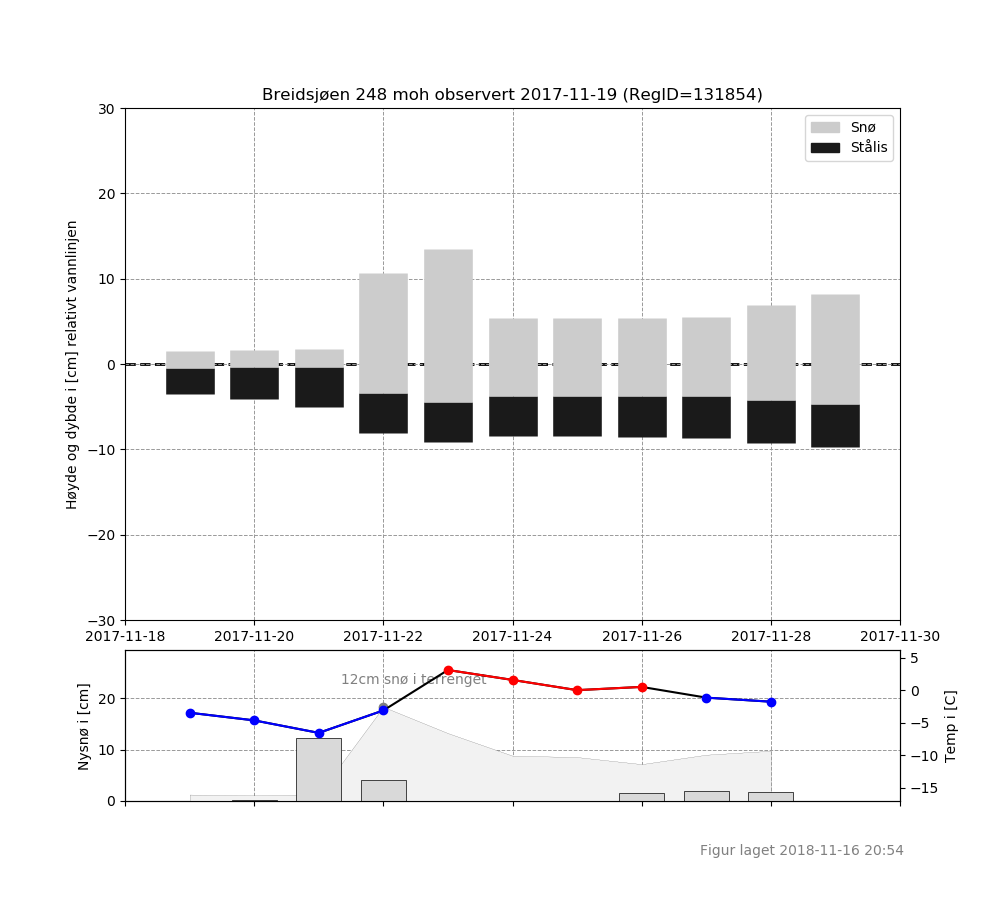 Breidsjøen 248 moh observert 2017-11-19 (RegID=131854)
Høyde og dybde i [cm] relativt vannlinjen
30
20
10
0
−10
−20
−30
Snø
Stålis
2017-11-18
2017-11-20
2017-11-22
2017-11-24
2017-11-26
2017-11-28
2017-11-30
Nysnø i [cm]
20
10
0
12cm snø i terrenget
5
0
−5
−10
−15
Temp i [C]
Figur laget 2018-11-16 20:54